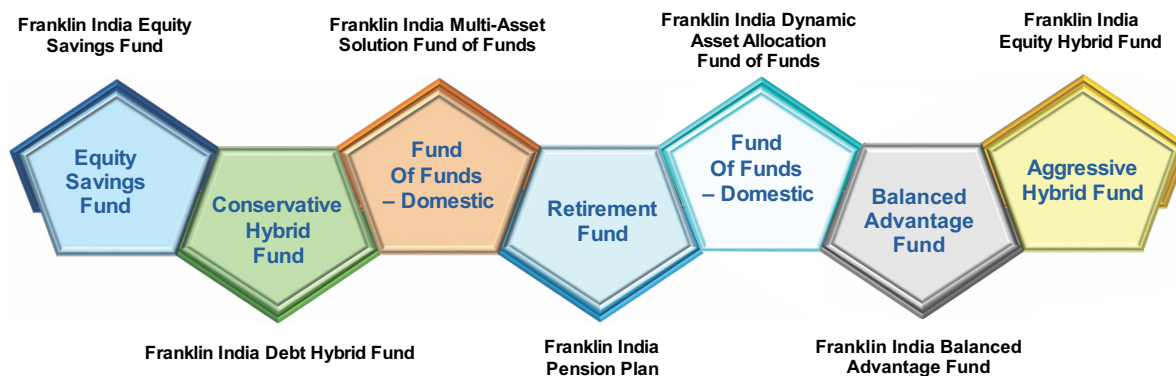 Franklin India Equity
Savings Fund
Franklin India Multi-Asset
Solution Fund of Funds
Franklin India Dynamic
Asset Allocation
Fund of Funds
Franklin India
Equity Hybrid Fund
Equity
Savings
Fund
Conservative
Hybrid
Fund
Fund
Of Funds
– Domestic
Retirement
Fund
Fund
Of Funds
– Domestic
Balanced
Advantage
Fund
Aggressive
Hybrid Fund
Franklin India Debt Hybrid Fund
Franklin India
Pension Plan
Franklin India Balanced
Advantage Fund